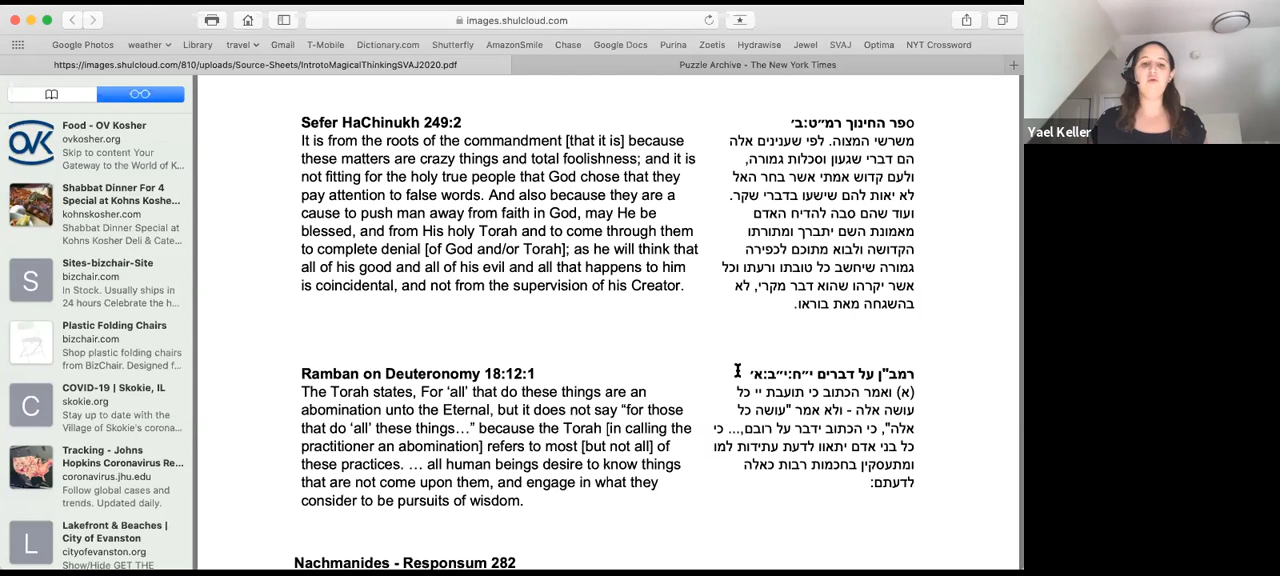 images.shulcloud.com
Google Photos weather Library travel Gmail T-Mobile Dictionary.com Shutterfly AmazonSmile Chase Google Docs Purina Zoetis Hydrawise Jewel SVAJ Optima NYT Crossword
https://images.shulcloud.com/810/uploads/Source-Sheets/IntrotoMagicalThinkingSVAJ2020.pdf
Puzzle Archive - The New York Times
Food - OV Kosher
ovkosher.org
Skip to content Your
Gateway to the World of K...
Shabbat Dinner For 4
Special at Kohns Koshe...
kohnskosher.com
Shabbat Dinner Special at
Kohns Kosher Deli & Cate...
S
Sites-bizchair-Site
bizchair.com
In Stock. Usually ships in
24 hours Celebrate the h...
Plastic Folding Chairs
bizchair.com
Shop plastic folding chairs
from BizChair. Designed f...
C
COVID-19 | Skokie, IL
skokie.org
Stay up to date with the
Village of Skokie's corona...
Tracking - Johns
Hopkins Coronavirus Re...
coronavirus.jhu.edu
Follow global cases and
trends. Updated daily.
L
Lakefront & Beaches |
City of Evanston
cityofevanston.org
Show/Hide GET THE
Sefer HaChinukh 249:2
It is from the roots of the commandment [that it is] because
these matters are crazy things and total foolishness; and it is
not fitting for the holy true people that God chose that they
pay attention to false words. And also because they are a
cause to push man away from faith in God, may He be
blessed, and from His holy Torah and to come through them
to complete denial [of God and/or Torah]; as he will think that
all of his good and all of his evil and all that happens to him
is coincidental, and not from the supervision of his Creator.
ספר החינוך רמ״ט:ב׳
משרשי המצוה. לפי שענינים אלה
הם דברי שגעון וסכלות גמורה,
ולעם קדוש אמתי אשר בחר האל
לא יאות להם שישעו בדברי שקר.
ועוד שהם סבה להדיח האדם
מאמונת השם יתברך ומתורתו
הקדושה ולבוא מתוכם לכפירה
גמורה שיחשב כל טובתו ורעתו וכל
אשר יקרהו שהוא דבר מקרי, לא
בהשגחה מאת בוראו.
Ramban on Deuteronomy 18:12:1
The Torah states, For ‘all’ that do these things are an
abomination unto the Eternal, but it does not say “for those
that do ‘all’ these things…” because the Torah [in calling the
practitioner an abomination] refers to most [but not all] of
these practices. … all human beings desire to know things
that are not come upon them, and engage in what they
consider to be pursuits of wisdom.
רמב"ן על דברים י״ח:י״ב:א׳
(א) ואמר הכתוב כי תועבת יי כל
עושה אלה - ולא אמר "עושה כל
אלה", כי הכתוב ידבר על רובם,... כי
כל בני אדם יתאוו לדעת עתידות למו
ומתעסקין בחכמות רבות כאלה
לדעתם:
Nachmanides - Responsum 282
Yael Keller